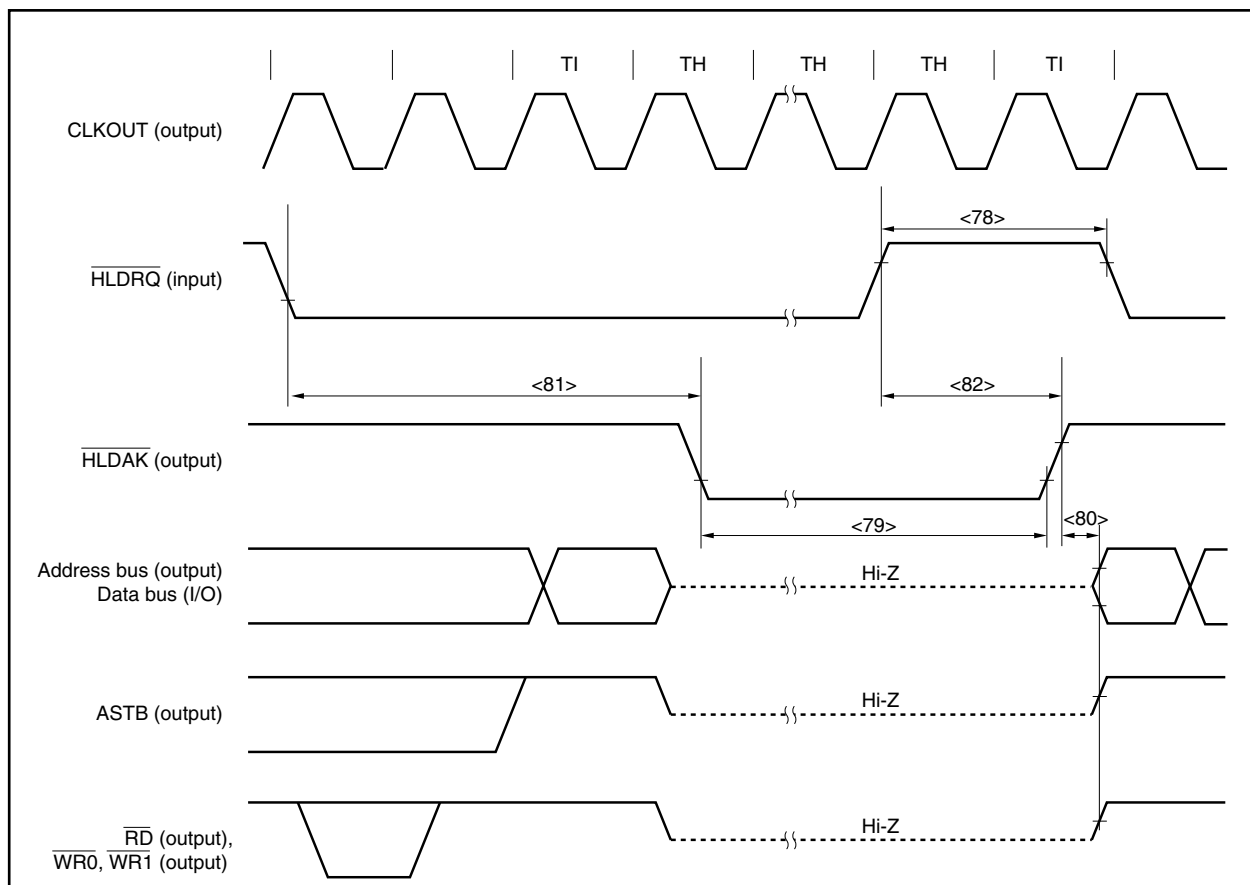 TI TH TH TH TI
CLKOUT (output)
<78>
HLDRQ (input)
<81> <82>
HLDAK (output)
<79> <80>
Address bus (output)
Data bus (I/O)
Hi-Z
ASTB (output)
Hi-Z
RD (output),
WR0, WR1 (output)
Hi-Z